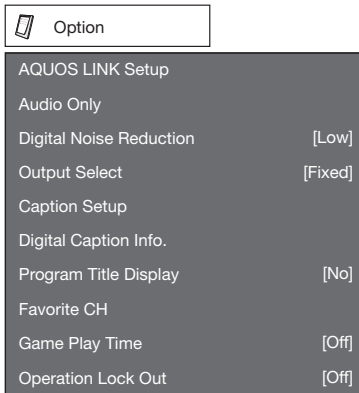 Option
AQUOS LINK Setup
Audio Only
Digital Noise Reduction [Low]
Output Select [Fixed]
Caption Setup
Digital Caption Info.
Program Title Display [No]
Favorite CH
Game Play Time [Off]
Operation Lock Out [Off]